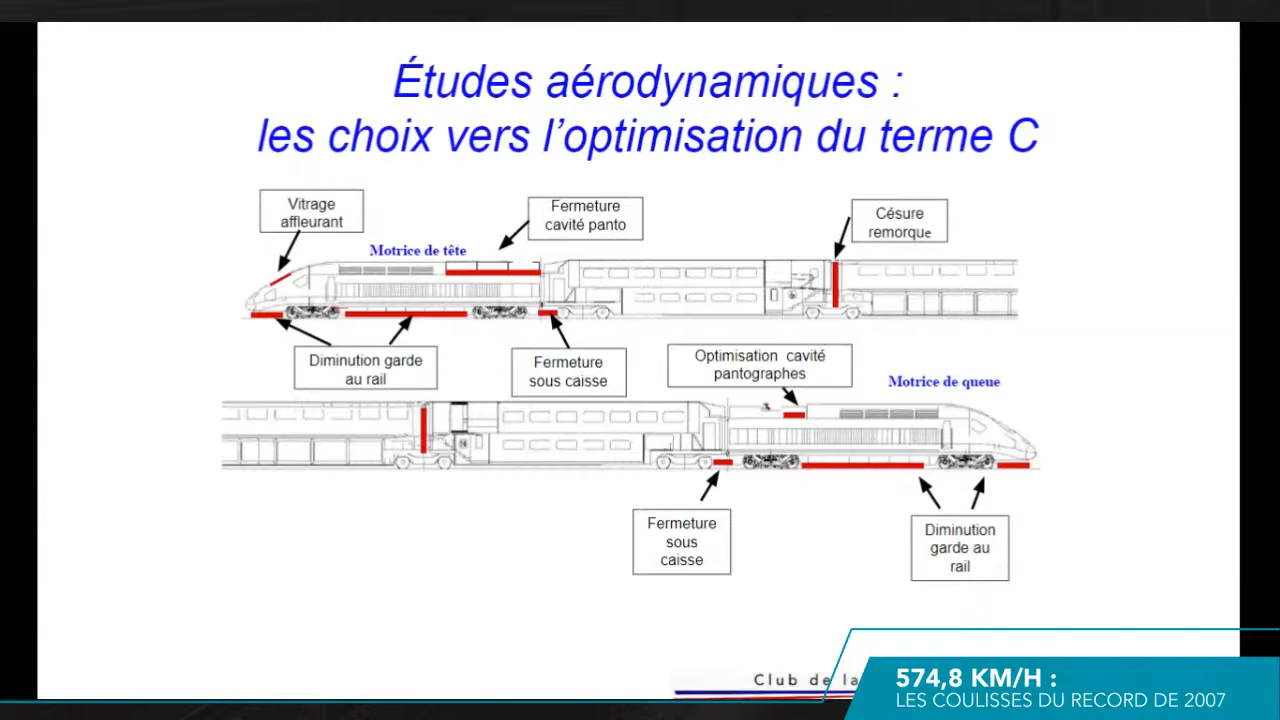 Études aérodynamiques :
les choix vers l'optimisation du terme C
Vitrage
affleurant
Fermeture
cavité panto
Césure
remorque
Motrice de tête
Diminution garde
au rail
Fermeture
sous caisse
Optimisation cavité
pantographes
Motrice de queue
Fermeture
sous
caisse
Diminution
garde au
rail
Club de la
574,8 KM/H :
LES COULISSES DU RECORD DE 2007